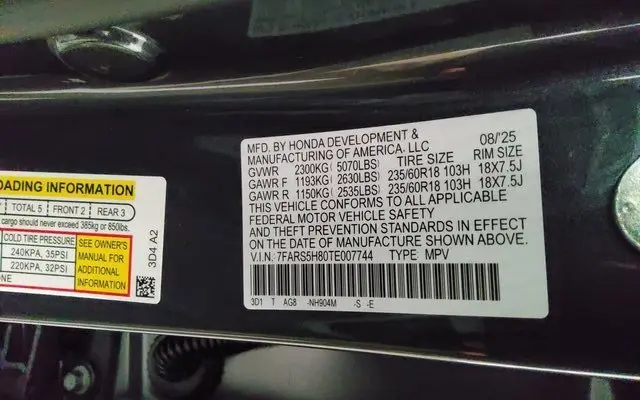 OADING INFORMATION
TOTAL 5 FRONT 2 REAR 3
cargo should never exceed 385kg or 850lbs.
COLD TIRE PRESSURE
240KPA, 35PSI
220KPA, 32PSI
NONE
SEE OWNER'S
MANUAL FOR
ADDITIONAL
INFORMATION
3D4 A2
MFD. BY HONDA DEVELOPMENT &
MANUFACTURING OF AMERICA, LLC 08/25
GVWR 2300KG( 5070LBS) TIRE SIZE RIM SIZE
GAWR F 1193KG( 2630LBS) 235/60R18 103H 18X7.5J
GAWR R 1150KG( 2535LBS) 235/60R18 103H 18X7.5J
THIS VEHICLE CONFORMS TO ALL APPLICABLE
FEDERAL MOTOR VEHICLE SAFETY
AND THEFT PREVENTION STANDARDS IN EFFECT
ON THE DATE OF MANUFACTURE SHOWN ABOVE.
V.I.N: 7FARS5H80TE007744 TYPE MPV
3D1 T AG8 -NH904M -S -E